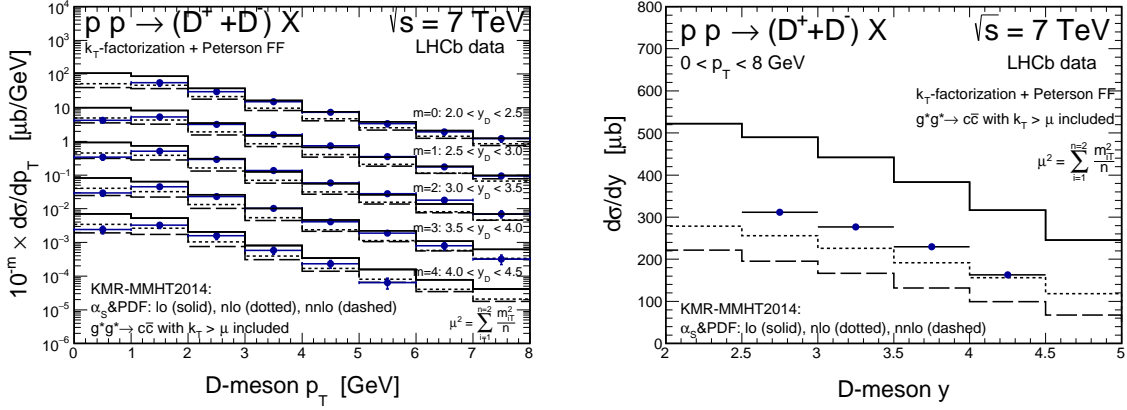 p p → (D⁺ + D⁻) X √s = 7 TeV
k_T-factorization + Peterson FF LHCb data
10^-m × dσ/dp_T [μb/GeV]
10⁴
10³
10²
10
1
10⁻¹
10⁻²
10⁻³
10⁻⁴
10⁻⁵
10⁻⁶
m=0: 2.0 < y_D < 2.5
m=1: 2.5 < y_D < 3.0
m=2: 3.0 < y_D < 3.5
m=3: 3.5 < y_D < 4.0
m=4: 4.0 < y_D < 4.5
KMR-MMHT2014:
α_S&PDF: lo (solid), nlo (dotted), nnlo (dashed)
g*g* → cc̄ with k_T > μ included
μ² = Σ_{i=1}^{n=2} m²_{iT}/n
0 1 2 3 4 5 6 7 8
D-meson p_T [GeV]
p p → (D⁺+D⁻) X √s = 7 TeV
0 < p_T < 8 GeV LHCb data
k_T-factorization + Peterson FF
g*g* → cc̄ with k_T > μ included
μ² = Σ_{i=1}^{n=2} m²_{iT}/n
dσ/dy [μb]
800
700
600
500
400
300
200
100
0
KMR-MMHT2014:
α_S&PDF: lo (solid), nlo (dotted), nnlo (dashed)
2 2.5 3 3.5 4 4.5 5
D-meson y